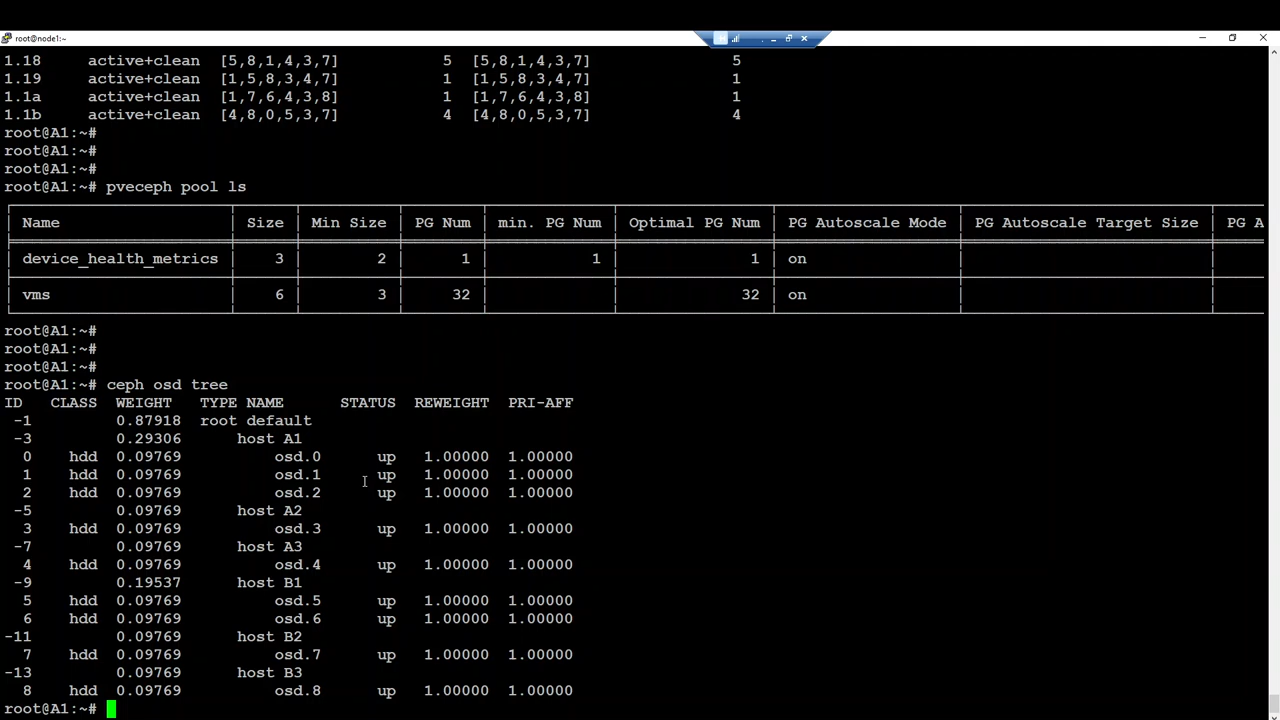 root@node1:~
1.18     active+clean  [5,8,1,4,3,7]           5  [5,8,1,4,3,7]               5
1.19     active+clean  [1,5,8,3,4,7]           1  [1,5,8,3,4,7]               1
1.1a     active+clean  [1,7,6,4,3,8]           1  [1,7,6,4,3,8]               1
1.1b     active+clean  [4,8,0,5,3,7]           4  [4,8,0,5,3,7]               4
root@A1:~#
root@A1:~#
root@A1:~#
root@A1:~# pveceph pool ls
Name Size Min Size PG Num min. PG Num Optimal PG Num PG Autoscale Mode PG Autoscale Target Size PG A
device_health_metrics 3 2 1 1 1 on
vms 6 3 32 32 on
root@A1:~#
root@A1:~#
root@A1:~#
root@A1:~# ceph osd tree
ID   CLASS  WEIGHT   TYPE NAME      STATUS  REWEIGHT  PRI-AFF
 -1         0.87918  root default
 -3         0.29306      host A1
  0    hdd  0.09769          osd.0      up   1.00000  1.00000
  1    hdd  0.09769          osd.1      up   1.00000  1.00000
  2    hdd  0.09769          osd.2      up   1.00000  1.00000
 -5         0.09769      host A2
  3    hdd  0.09769          osd.3      up   1.00000  1.00000
 -7         0.09769      host A3
  4    hdd  0.09769          osd.4      up   1.00000  1.00000
 -9         0.19537      host B1
  5    hdd  0.09769          osd.5      up   1.00000  1.00000
  6    hdd  0.09769          osd.6      up   1.00000  1.00000
-11         0.09769      host B2
  7    hdd  0.09769          osd.7      up   1.00000  1.00000
-13         0.09769      host B3
  8    hdd  0.09769          osd.8      up   1.00000  1.00000
root@A1:~#